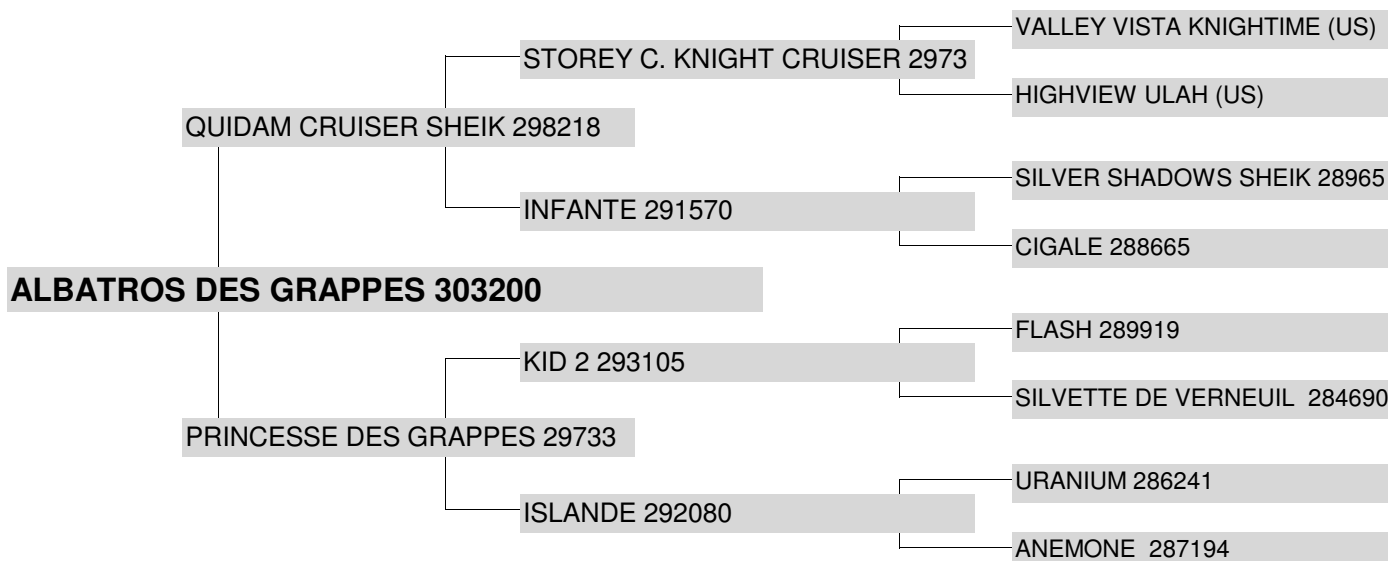 VALLEY VISTA KNIGHTIME (US)
STOREY C. KNIGHT CRUISER 2973
HIGHVIEW ULAH (US)
QUIDAM CRUISER SHEIK 298218
SILVER SHADOWS SHEIK 28965
INFANTE 291570
CIGALE 288665
ALBATROS DES GRAPPES 303200
FLASH 289919
KID 2 293105
SILVETTE DE VERNEUIL 284690
PRINCESSE DES GRAPPES 29733
URANIUM 286241
ISLANDE 292080
ANEMONE 287194